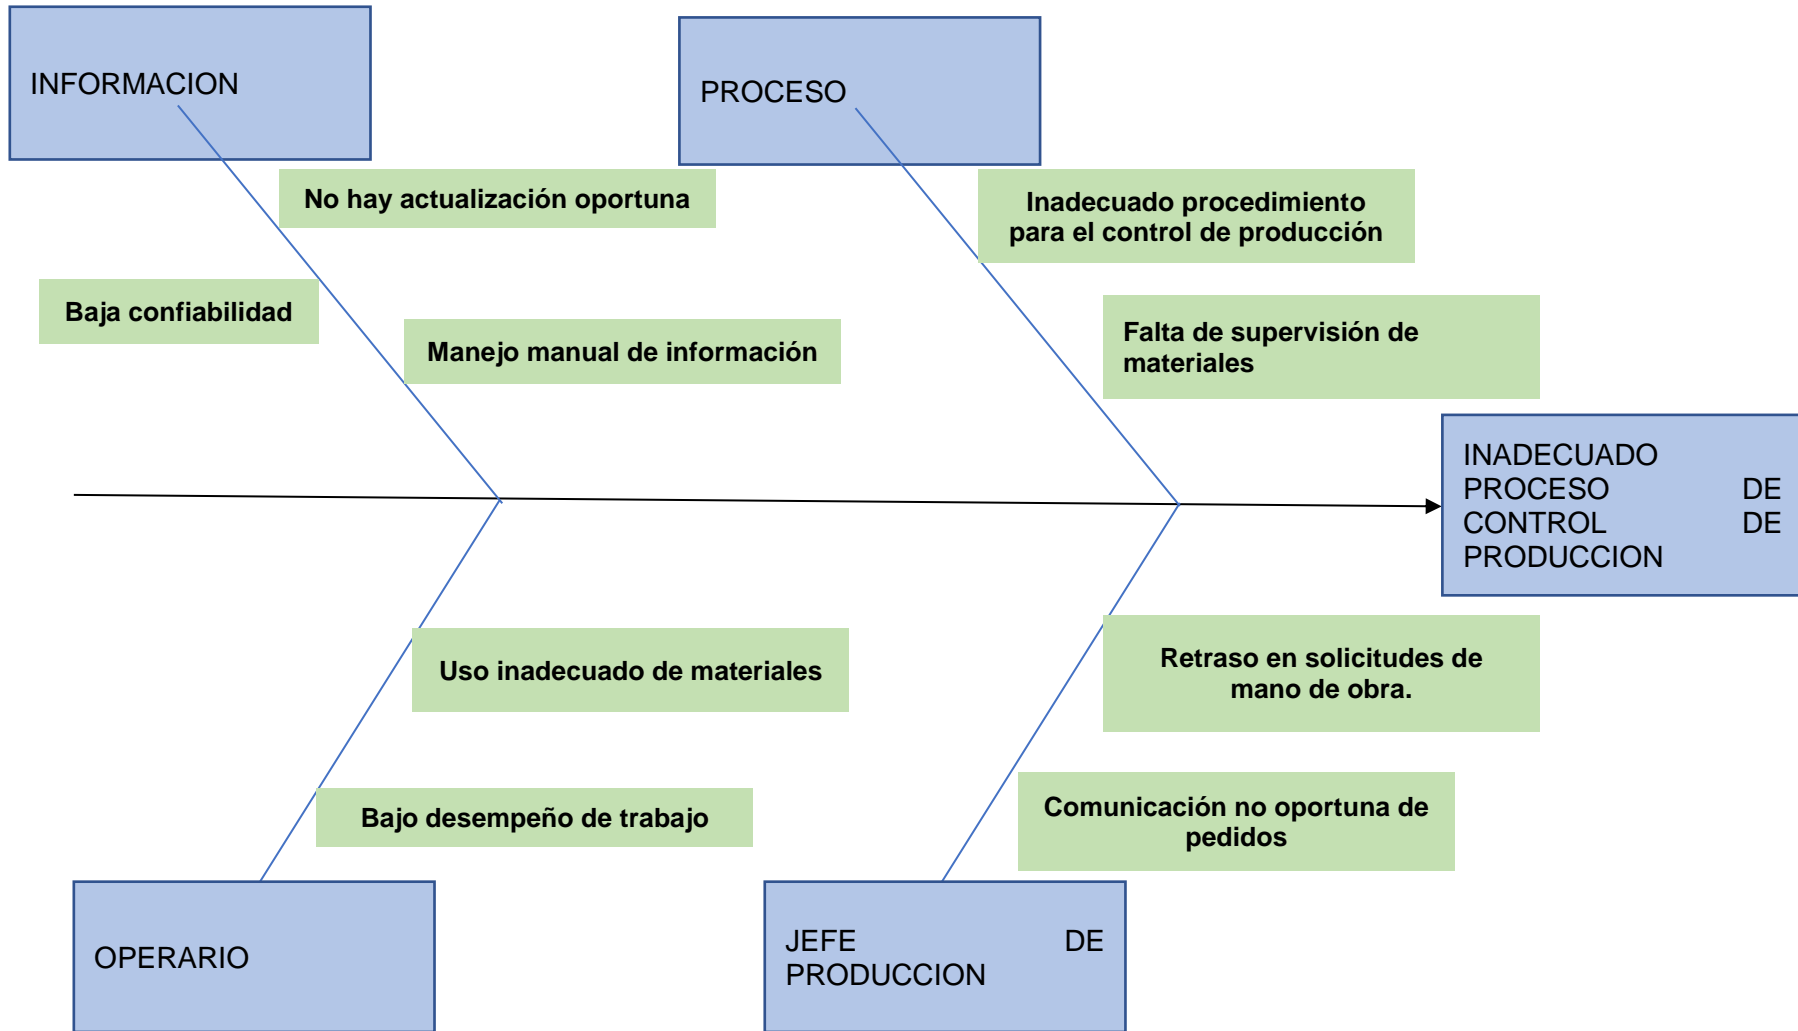 INFORMACION
PROCESO
No hay actualización oportuna
Inadecuado procedimiento
para el control de producción
Baja confiabilidad
Manejo manual de información
Falta de supervisión de
materiales
INADECUADO
PROCESO DE
CONTROL DE
PRODUCCION
Uso inadecuado de materiales
Retraso en solicitudes de
mano de obra.
Bajo desempeño de trabajo
Comunicación no oportuna de
pedidos
OPERARIO
JEFE DE
PRODUCCION